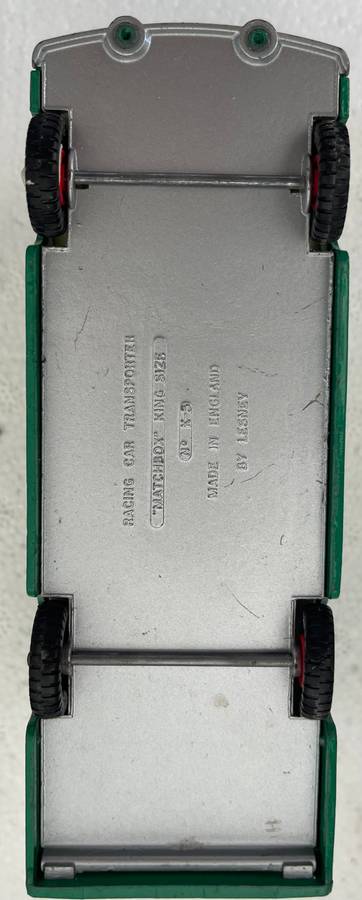 RACING CAR TRANSPORTER
"MATCHBOX" KING SIZE
Nº K-5
MADE IN ENGLAND
BY LESNEY